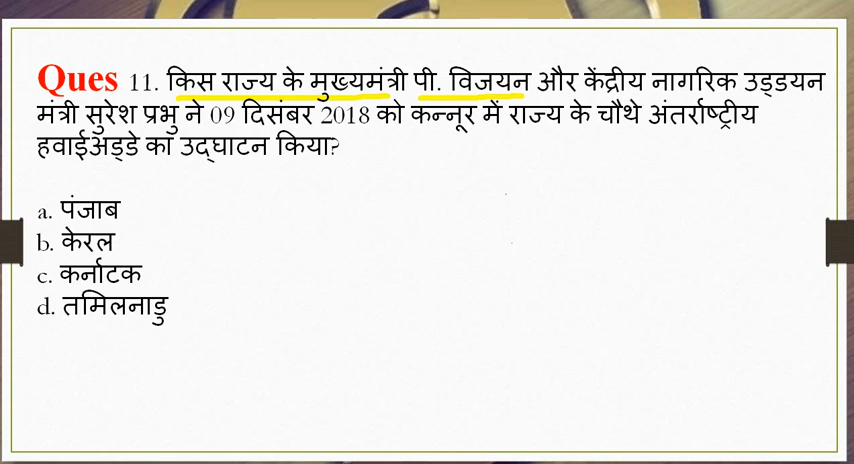 Ques 11. किस राज्य के मुख्यमंत्री पी. विजयन और केंद्रीय नागरिक उड्डयन
मंत्री सुरेश प्रभु ने 09 दिसंबर 2018 को कन्नूर में राज्य के चौथे अंतर्राष्ट्रीय
हवाईअड्डे का उद्घाटन किया?
a. पंजाब
b. केरल
c. कर्नाटक
d. तमिलनाडु